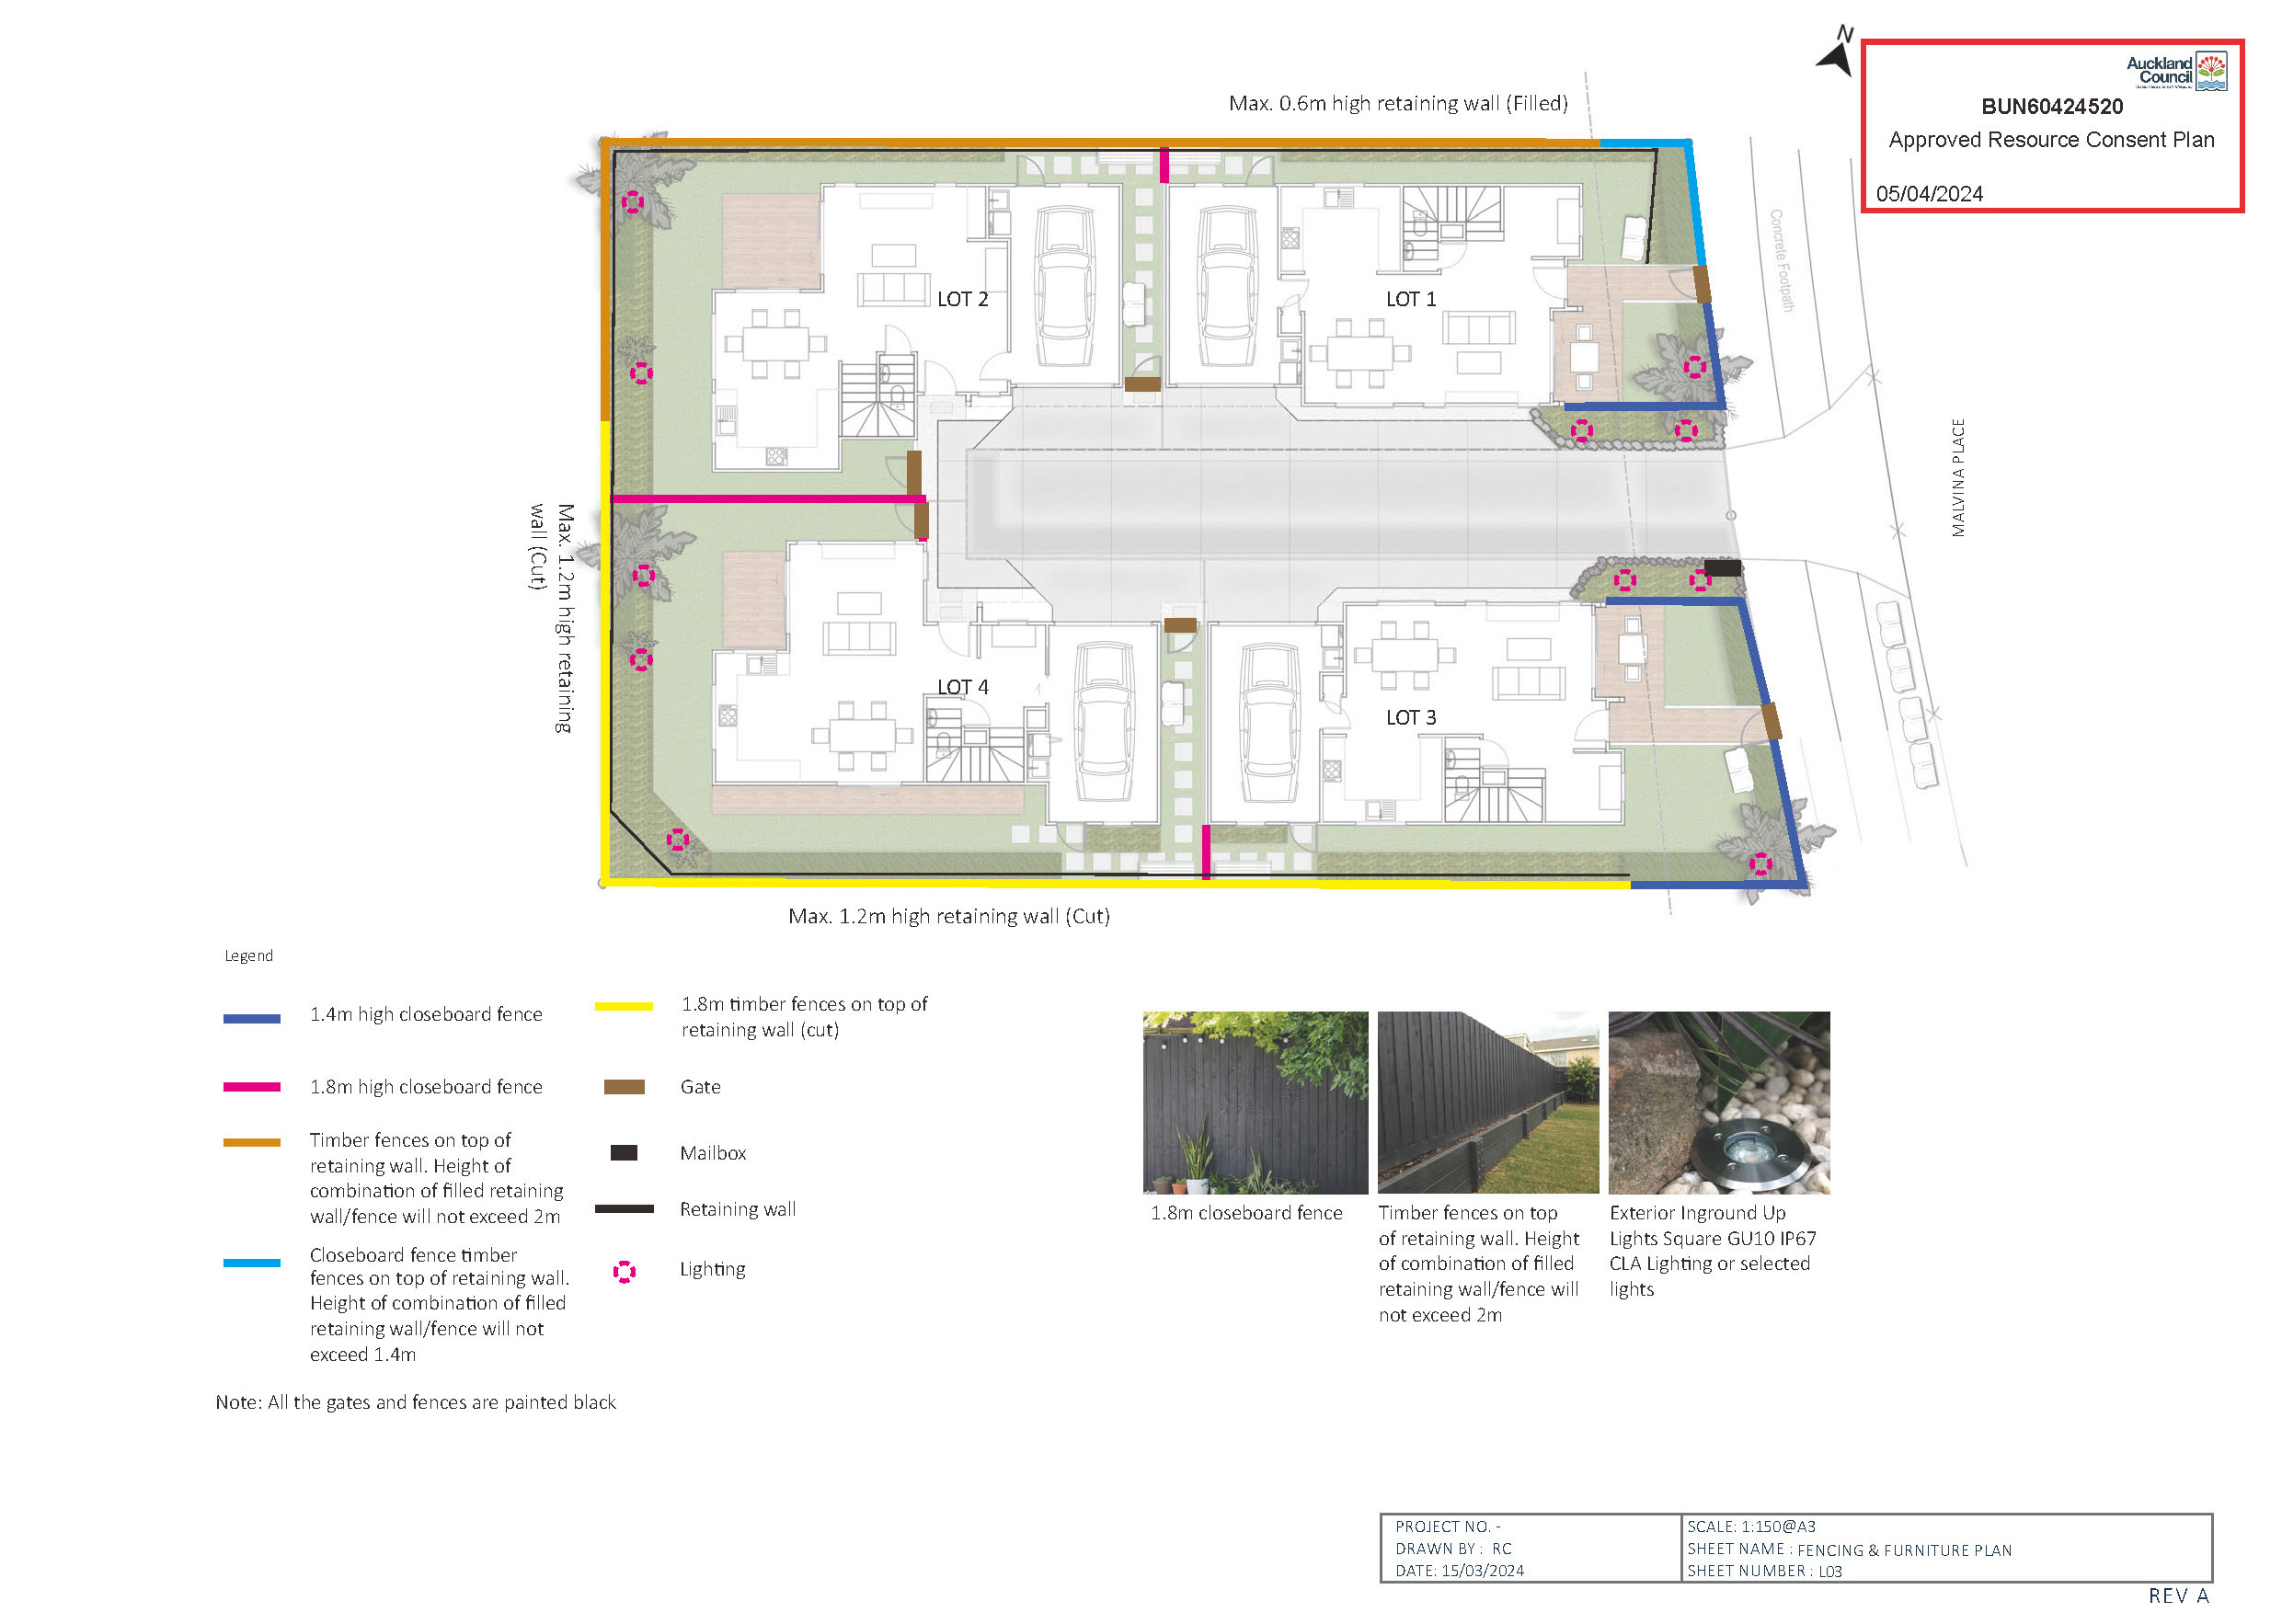 N
Auckland
Council
BUN60424520
Approved Resource Consent Plan
05/04/2024
Max. 0.6m high retaining wall (Filled)
Concrete Footpath
LOT 2
LOT 1
MALVINA PLACE
Max. 1.2m high retaining
wall (Cut)
LOT 4
LOT 3
Max. 1.2m high retaining wall (Cut)
Legend
1.4m high closeboard fence
1.8m high closeboard fence
Timber fences on top of
retaining wall. Height of
combination of filled retaining
wall/fence will not exceed 2m
Closeboard fence timber
fences on top of retaining wall.
Height of combination of filled
retaining wall/fence will not
exceed 1.4m
1.8m timber fences on top of
retaining wall (cut)
Gate
Mailbox
Retaining wall
Lighting
Note: All the gates and fences are painted black
1.8m closeboard fence
Timber fences on top
of retaining wall. Height
of combination of filled
retaining wall/fence will
not exceed 2m
Exterior Inground Up
Lights Square GU10 IP67
CLA Lighting or selected
lights
PROJECT NO. -
DRAWN BY : RC
DATE: 15/03/2024
SCALE: 1:150@A3
SHEET NAME : FENCING & FURNITURE PLAN
SHEET NUMBER : L03
REV A